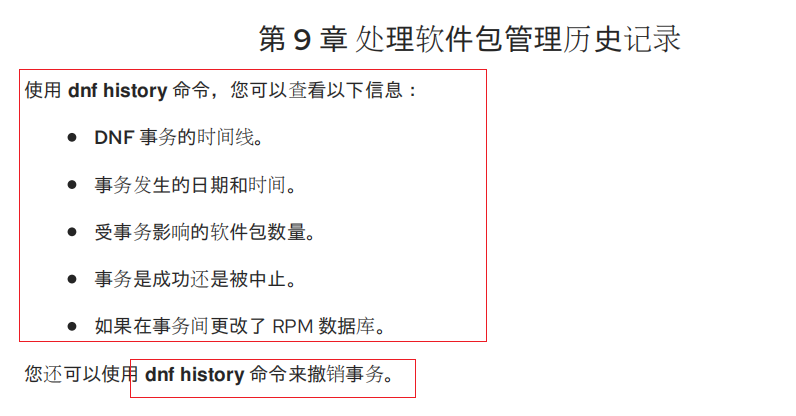 第 9 章 处理软件包管理历史记录
使用 dnf history 命令，您可以查看以下信息：
● DNF 事务的时间线。
● 事务发生的日期和时间。
● 受事务影响的软件包数量。
● 事务是成功还是被中止。
● 如果在事务间更改了 RPM 数据库。
您还可以使用 dnf history 命令来撤销事务。